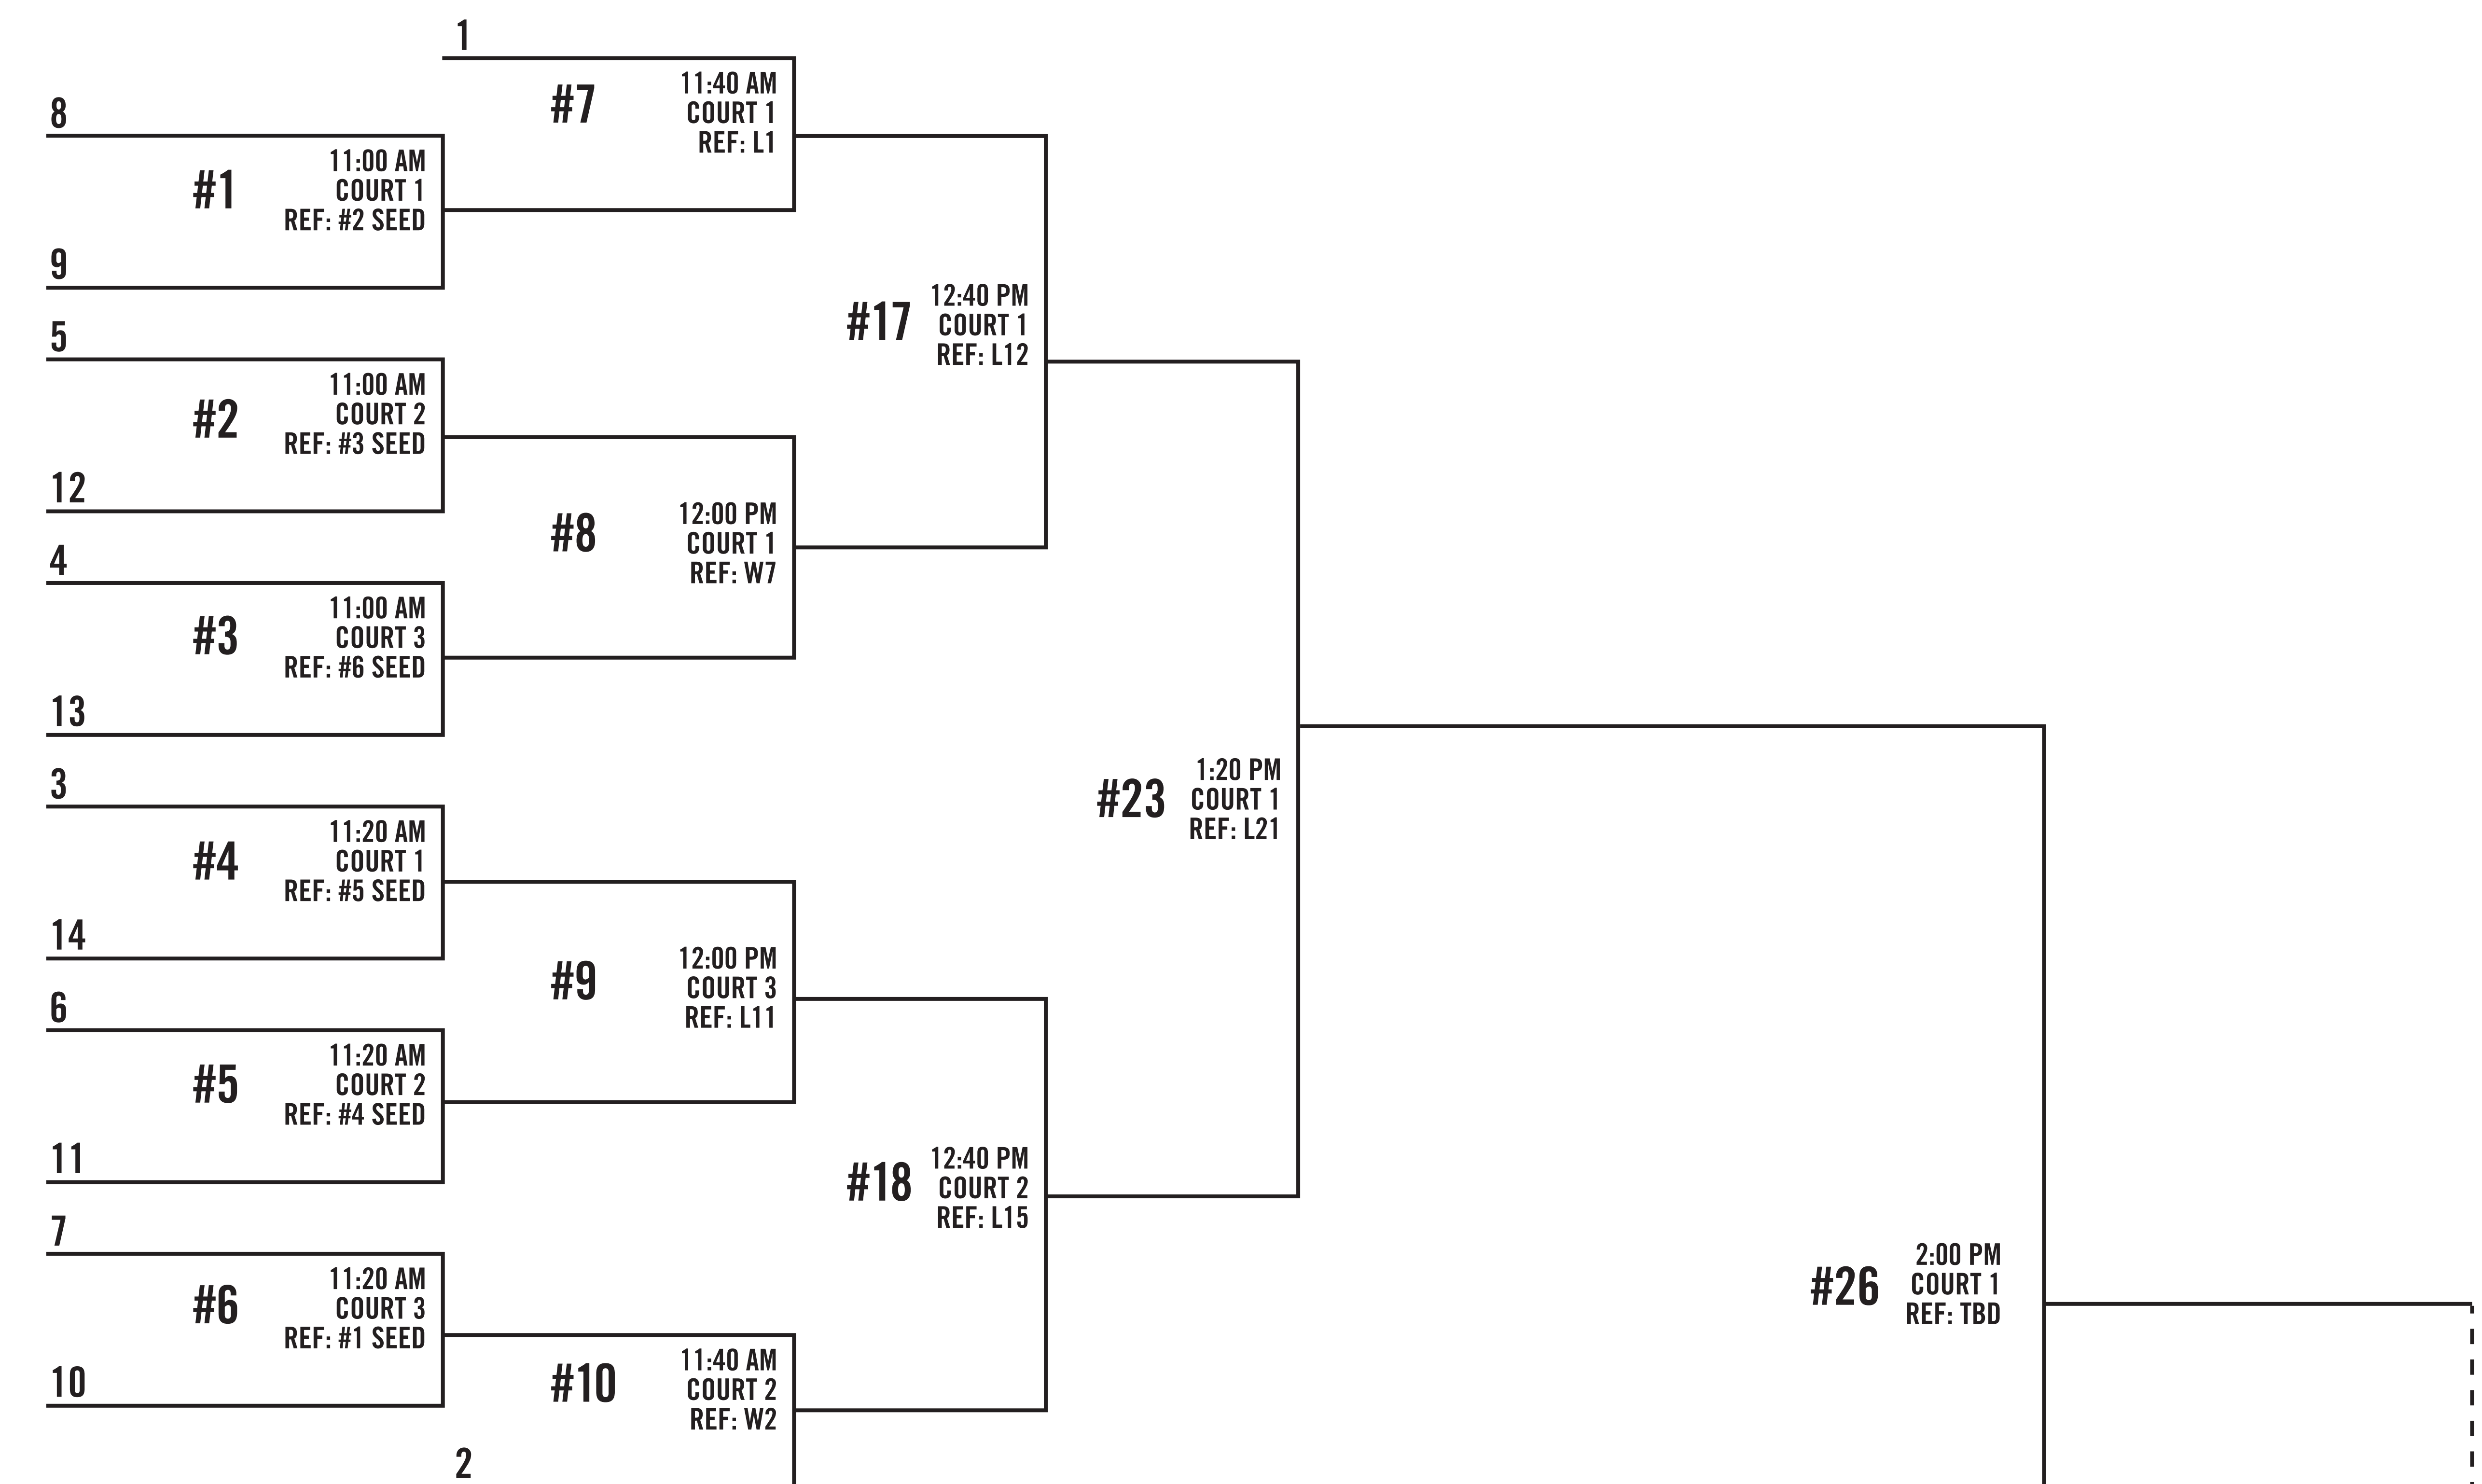 1
#7
11:40 AM
COURT 1
REF: L1
8
#1
11:00 AM
COURT 1
REF: #2 SEED
9
5
#2
11:00 AM
COURT 2
REF: #3 SEED
12
4
#3
11:00 AM
COURT 3
REF: #6 SEED
13
#8
12:00 PM
COURT 1
REF: W7
#17
12:40 PM
COURT 1
REF: L12
3
#4
11:20 AM
COURT 1
REF: #5 SEED
14
6
#5
11:20 AM
COURT 2
REF: #4 SEED
11
#9
12:00 PM
COURT 3
REF: L11
7
#6
11:20 AM
COURT 3
REF: #1 SEED
10
#10
11:40 AM
COURT 2
REF: W2
2
#18
12:40 PM
COURT 2
REF: L15
#23
1:20 PM
COURT 1
REF: L21
#26
2:00 PM
COURT 1
REF: TBD